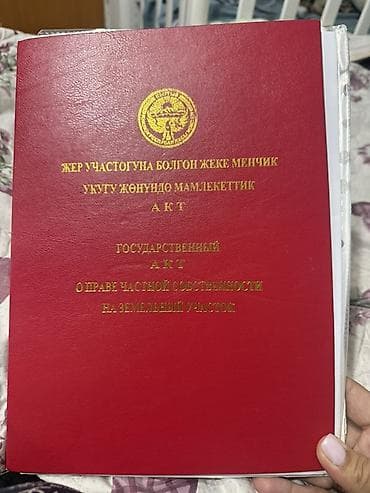 ЖЕР УЧАСТОГУНА БОЛГОН ЖЕКЕ МЕНЧИК
УКУГУ ЖӨНҮНДӨ МАМЛЕКЕТТИК
АКТ
ГОСУДАРСТВЕННЫЙ
АКТ
О ПРАВЕ ЧАСТНОЙ СОБСТВЕННОСТИ
НА ЗЕМЕЛЬНЫЙ УЧАСТОК